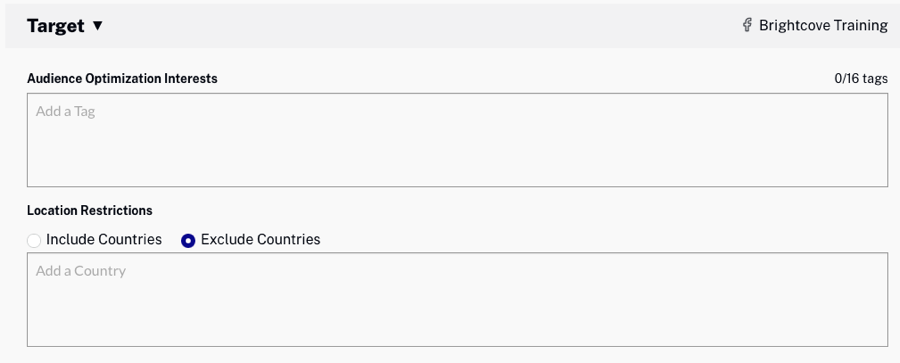 Target ▼ Brightcove Training
Audience Optimization Interests 0/16 tags
Add a Tag
Location Restrictions
Include Countries Exclude Countries
Add a Country